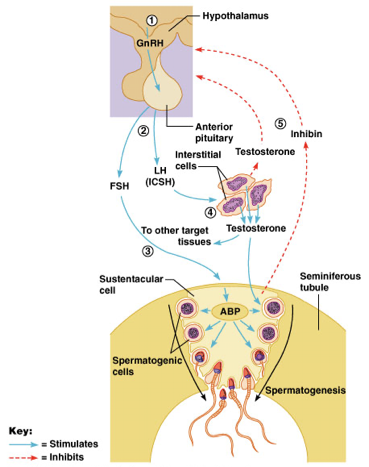 ①
Hypothalamus
GnRH
②
Anterior
pituitary
⑤
Inhibin
Testosterone
Interstitial
cells
LH
(ICSH)
FSH
④
Testosterone
To other target
tissues
③
Sustentacular
cell
Seminiferous
tubule
ABP
Spermatogenic
cells
Spermatogenesis
Key:
= Stimulates
= Inhibits